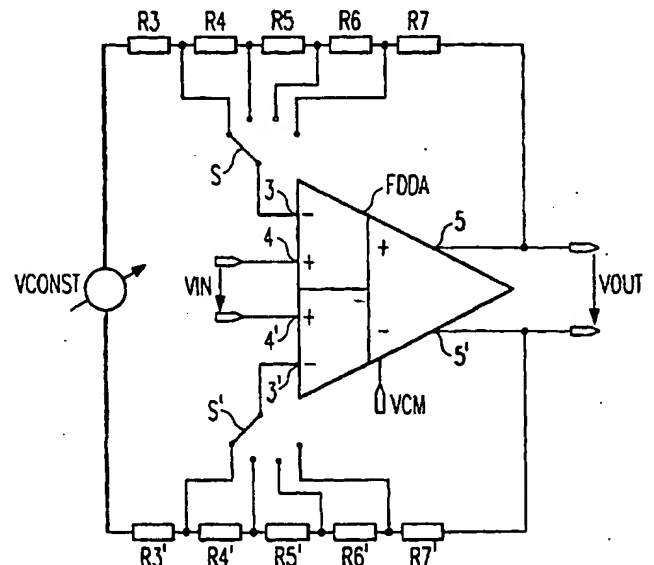 R3 R4 R5 R6 R7
S
3
FDDA
-
4
+
5
+
VCONST
VIN
VOUT
+
-
-
4'
5'
-
3'
S'
VCM
R3' R4' R5' R6' R7'